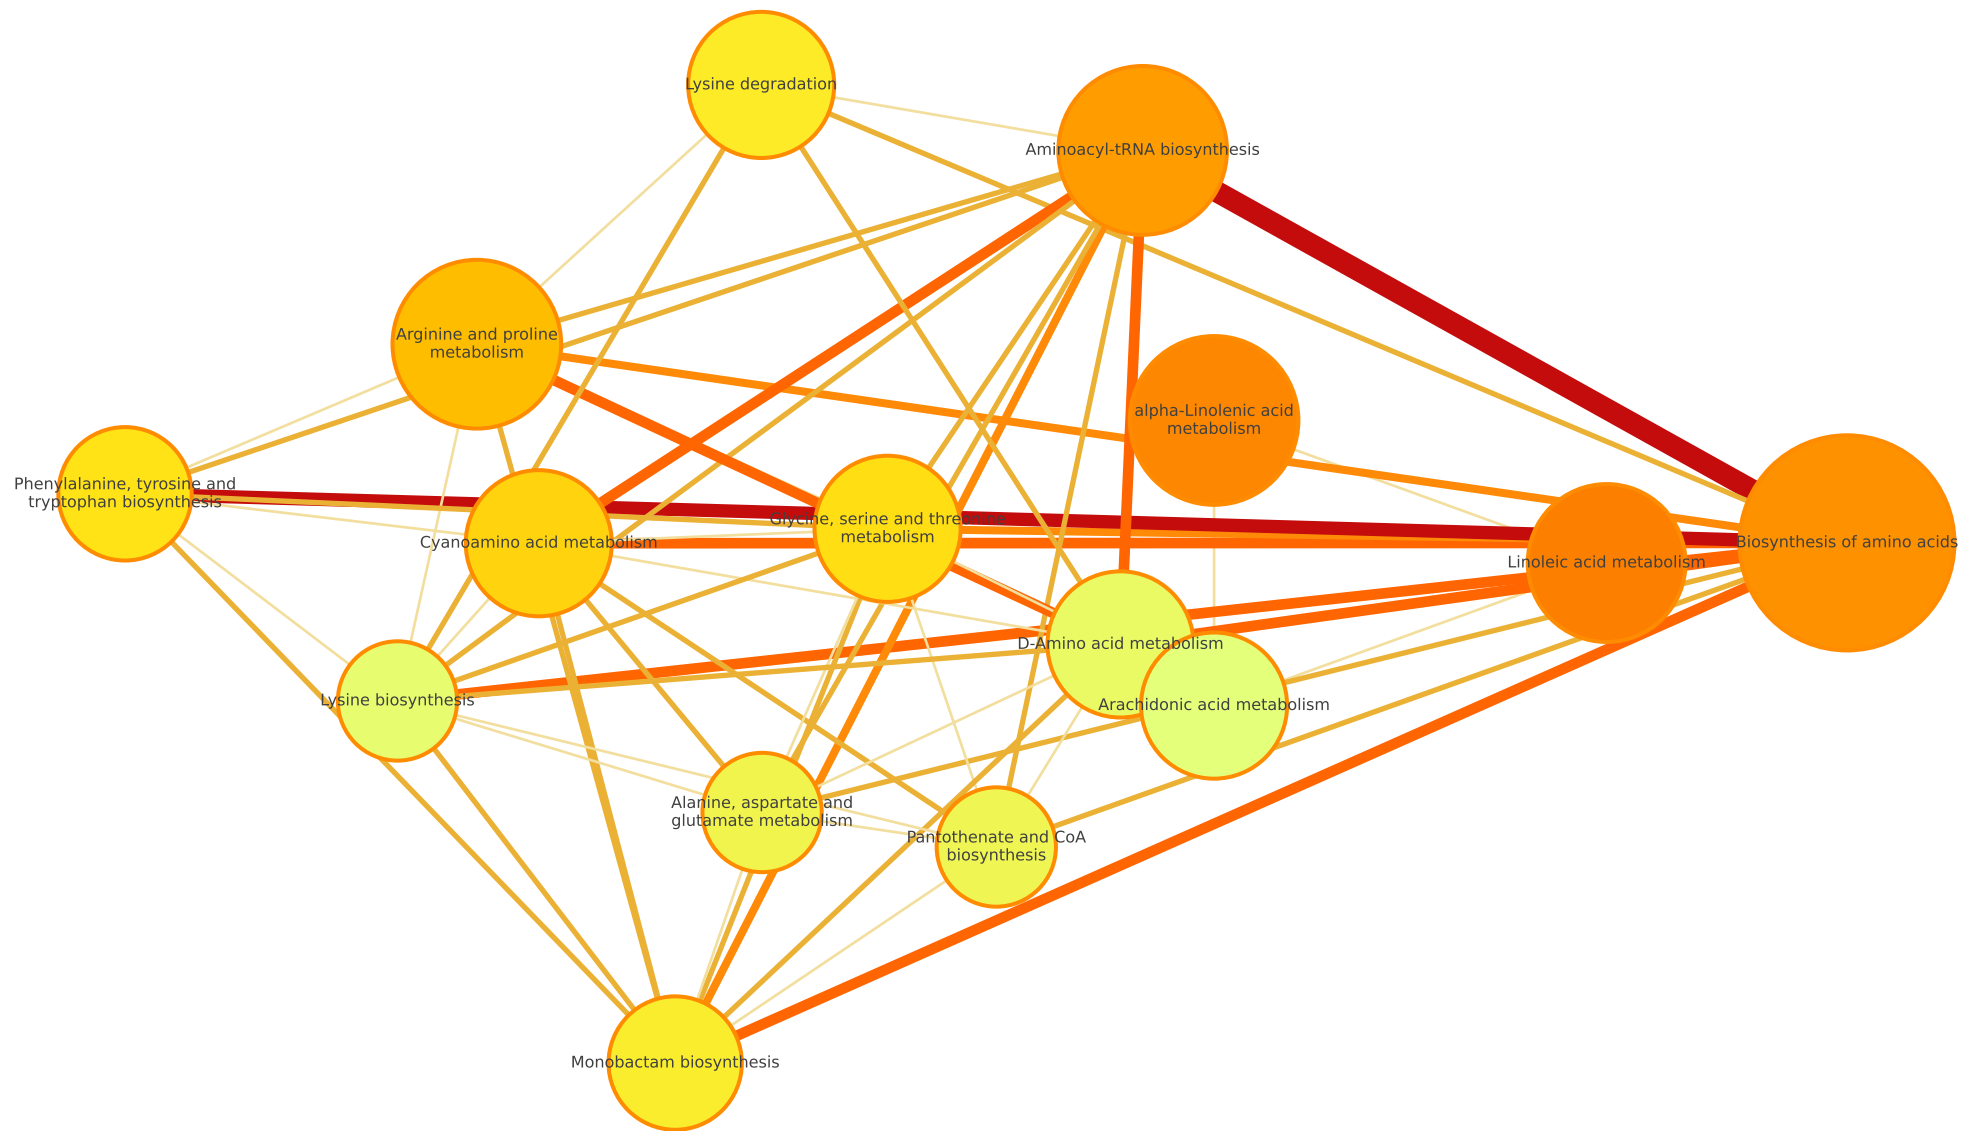 Lysine degradation
Aminoacyl-tRNA biosynthesis
Arginine and proline
metabolism
alpha-Linolenic acid
metabolism
Phenylalanine, tyrosine and
tryptophan biosynthesis
Cyanoamino acid metabolism
Glycine, serine and threonine
metabolism
Biosynthesis of amino acids
Linoleic acid metabolism
D-Amino acid metabolism
Lysine biosynthesis
Arachidonic acid metabolism
Alanine, aspartate and
glutamate metabolism
Pantothenate and CoA
biosynthesis
Monobactam biosynthesis